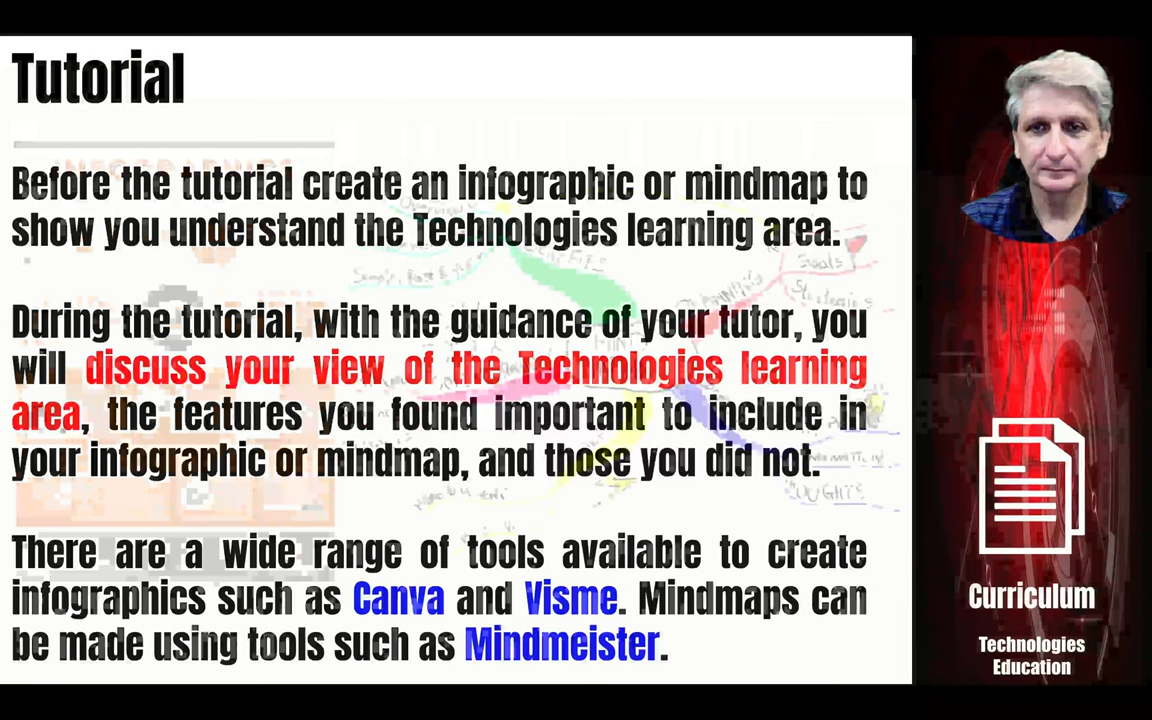 Tutorial
Before the tutorial create an infographic or mindmap to
show you understand the Technologies learning area.
During the tutorial, with the guidance of your tutor, you
will discuss your view of the Technologies learning
area, the features you found important to include in
your infographic or mindmap, and those you did not.
There are a wide range of tools available to create
infographics such as Canva and Visme. Mindmaps can
be made using tools such as Mindmeister.
Curriculum
Technologies
Education